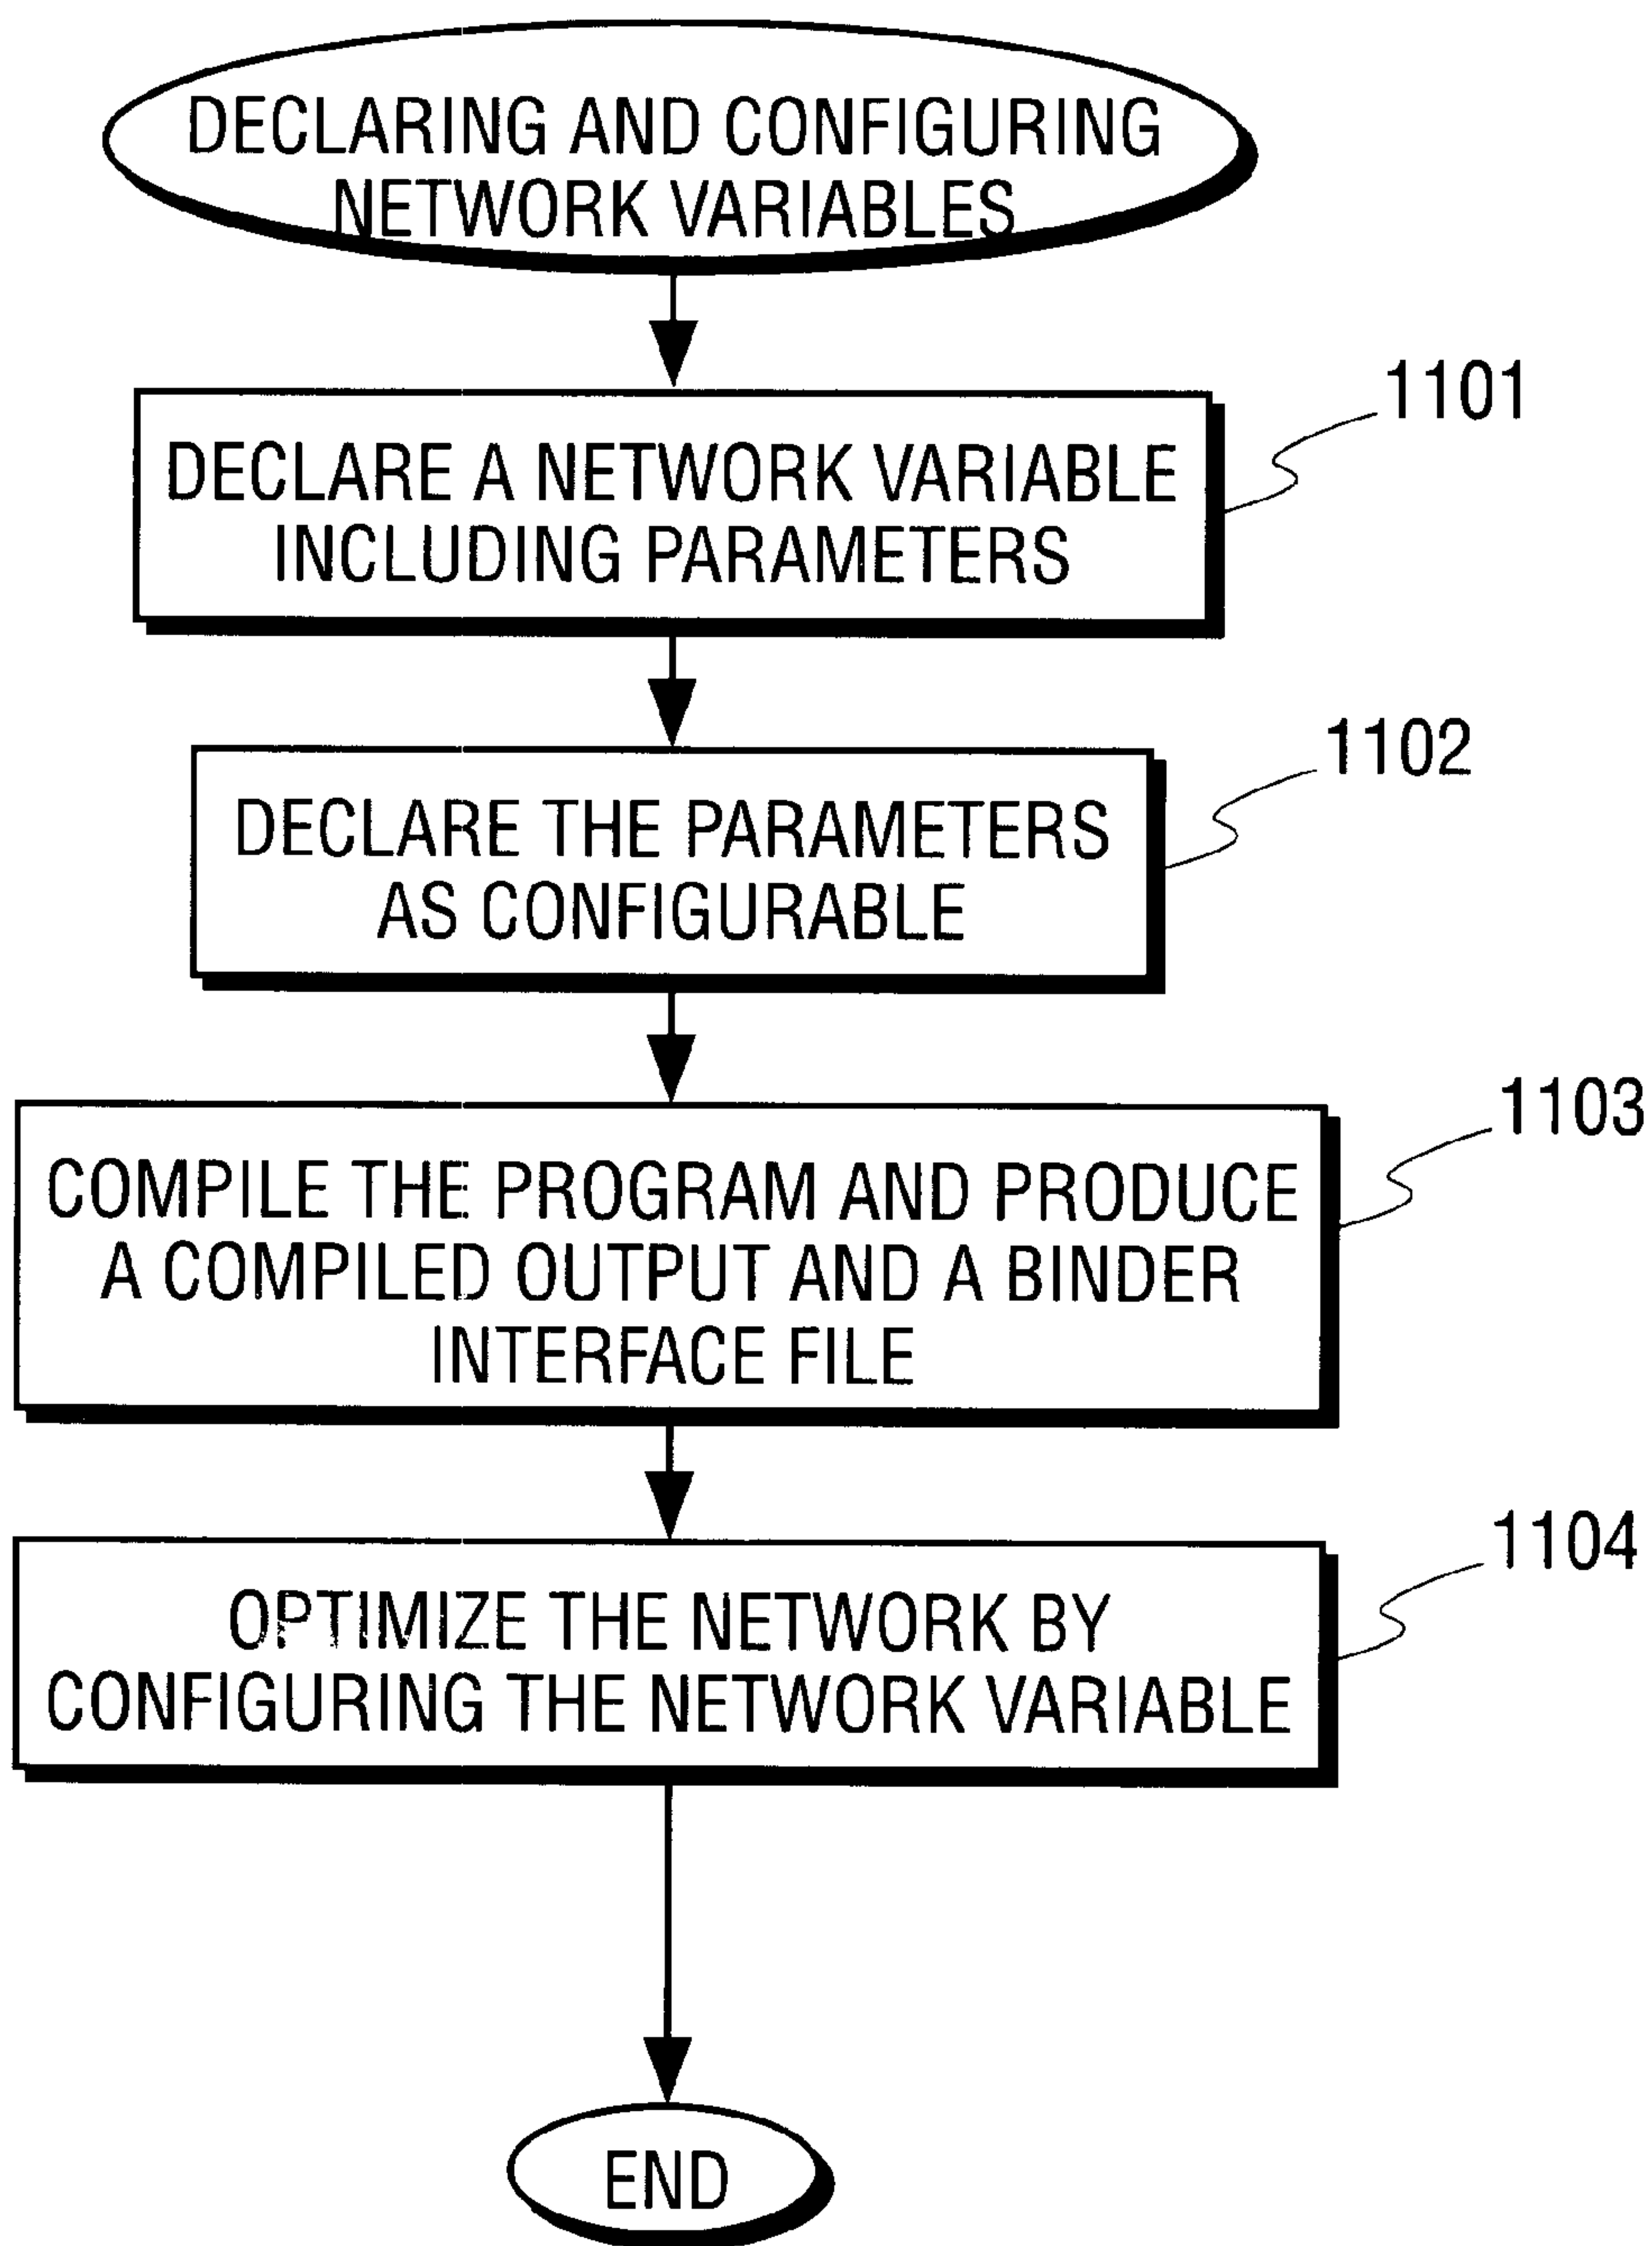 DECLARING AND CONFIGURING
NETWORK VARIABLES
1101
DECLARE A NETWORK VARIABLE
INCLUDING PARAMETERS
1102
DECLARE THE PARAMETERS
AS CONFIGURABLE
1103
COMPILE THE PROGRAM AND PRODUCE
A COMPILED OUTPUT AND A BINDER
INTERFACE FILE
1104
OPTIMIZE THE NETWORK BY
CONFIGURING THE NETWORK VARIABLE
END